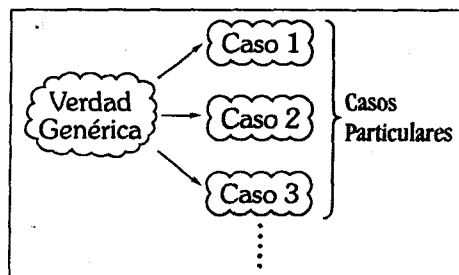 Verdad
Genérica
Caso 1
Caso 2
Caso 3
Casos
Particulares